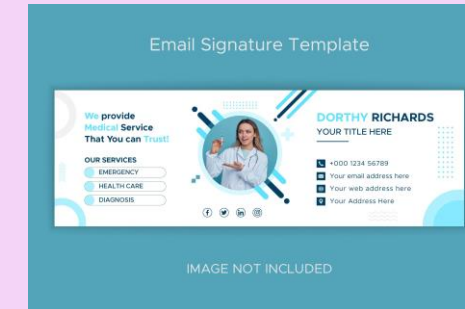 Email Signature Template
We provide
Medical Service
That You can Trust!
OUR SERVICES
EMERGENCY
HEALTH CARE
DIAGNOSIS
DORTHY RICHARDS
YOUR TITLE HERE
+000 1234 56789
Your email address here
Your web address here
Your Address Here
IMAGE NOT INCLUDED